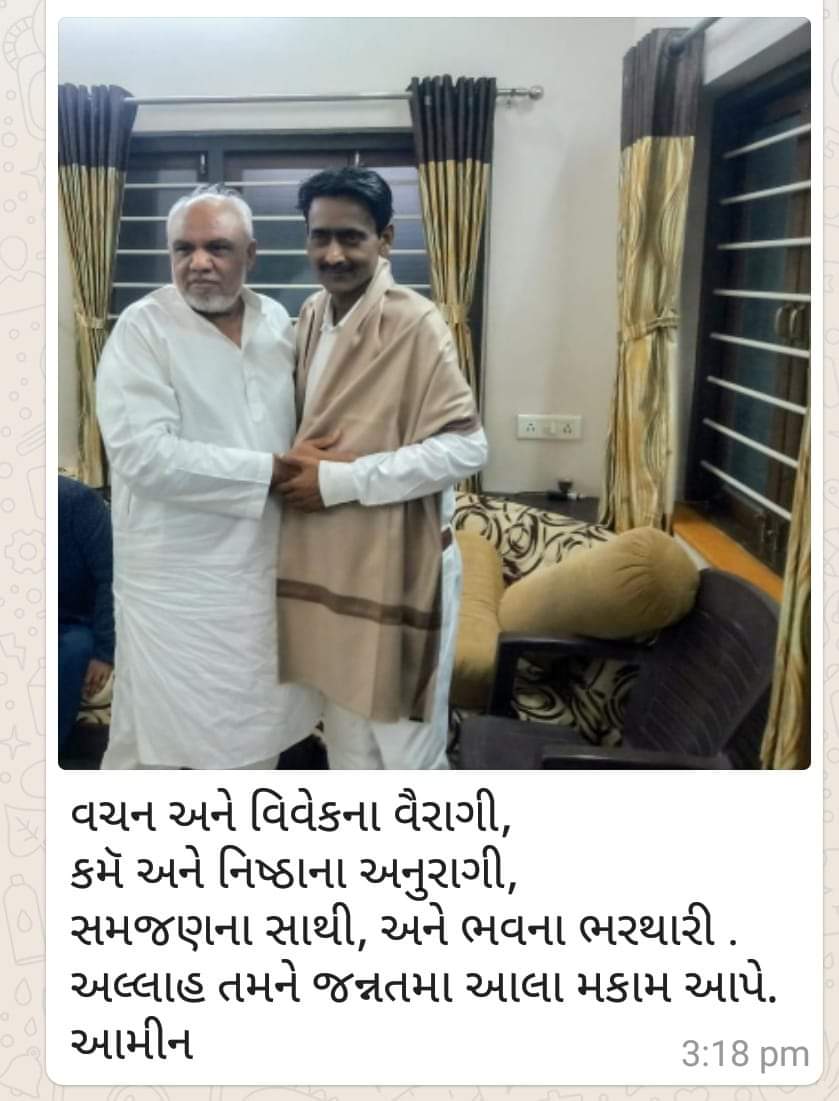 વચન અને વિવેકના વૈરાગી,
કમૅ અને નિષ્ઠાના અનુરાગી,
સમજણના સાથી, અને ભવના ભરથારી .
અલ્લાહ તમને જન્નતમા આલા મકામ આપે.
આમીન
3:18 pm